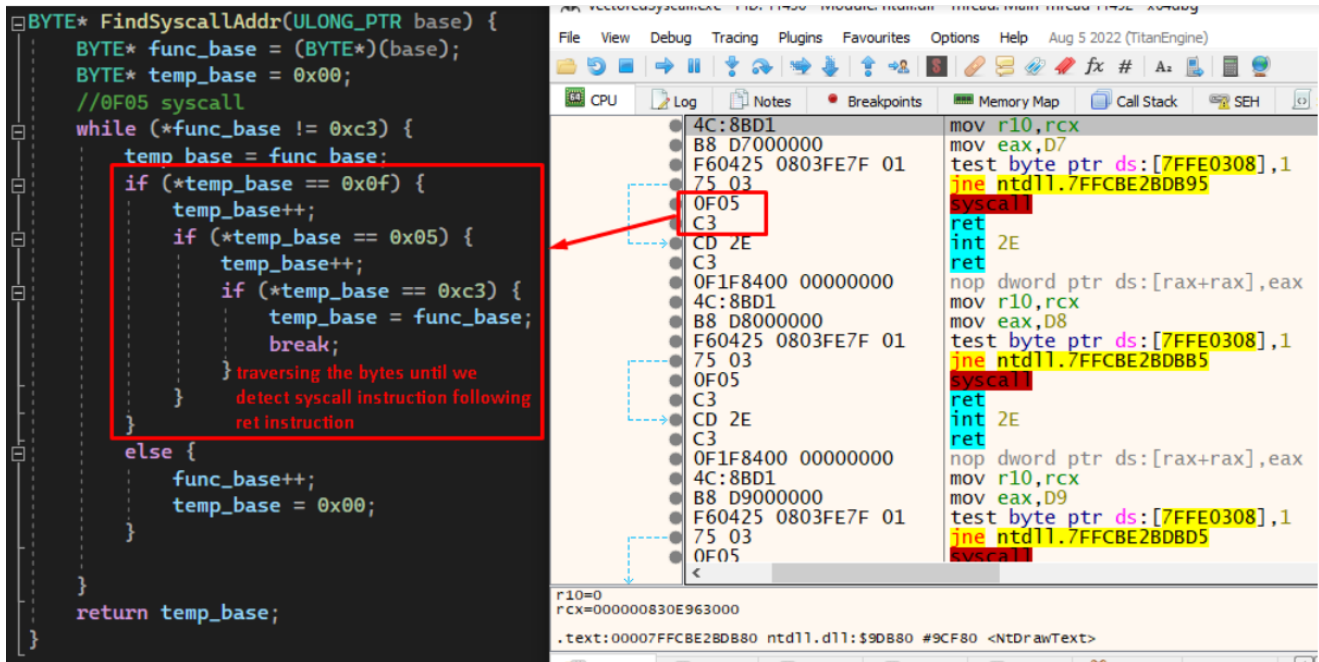 BYTE* FindSyscallAddr(ULONG_PTR base) {
BYTE* func_base = (BYTE*)(base);
BYTE* temp_base = 0x00;
//0F05 syscall
while (*func_base != 0xc3) {
temp_base = func_base;
if (*temp_base == 0x0f) {
temp_base++;
if (*temp_base == 0x05) {
temp_base++;
if (*temp_base == 0xc3) {
temp_base = func_base;
break;
}
traversing the bytes until we
}
detect syscall instruction following
ret instruction
}
else {
func_base++;
temp_base = 0x00;
}
}
return temp_base;
}
File View Debug Tracing Plugins Favourites Options Help Aug 5 2022 (TitanEngine)
CPU Log Notes Breakpoints Memory Map Call Stack SEH
4C:8BD1 mov r10,rcx
B8 D7000000 mov eax,D7
F60425 0803FE7F 01 test byte ptr ds:[7FFE0308],1
75 03 jne ntdll.7FFCBE2BDB95
0F05 syscall
C3 ret
CD 2E int 2E
C3 ret
0F1F8400 00000000 nop dword ptr ds:[rax+rax],eax
4C:8BD1 mov r10,rcx
B8 D8000000 mov eax,D8
F60425 0803FE7F 01 test byte ptr ds:[7FFE0308],1
75 03 jne ntdll.7FFCBE2BDBB5
0F05 syscall
C3 ret
CD 2E int 2E
C3 ret
0F1F8400 00000000 nop dword ptr ds:[rax+rax],eax
4C:8BD1 mov r10,rcx
B8 D9000000 mov eax,D9
F60425 0803FE7F 01 test byte ptr ds:[7FFE0308],1
75 03 jne ntdll.7FFCBE2BDBD5
0F05 syscall
r10=0
rcx=000000830E963000
.text:00007FFCBE2BDB80 ntdll.dll:$9DB80 #9CF80 <NtDrawText>